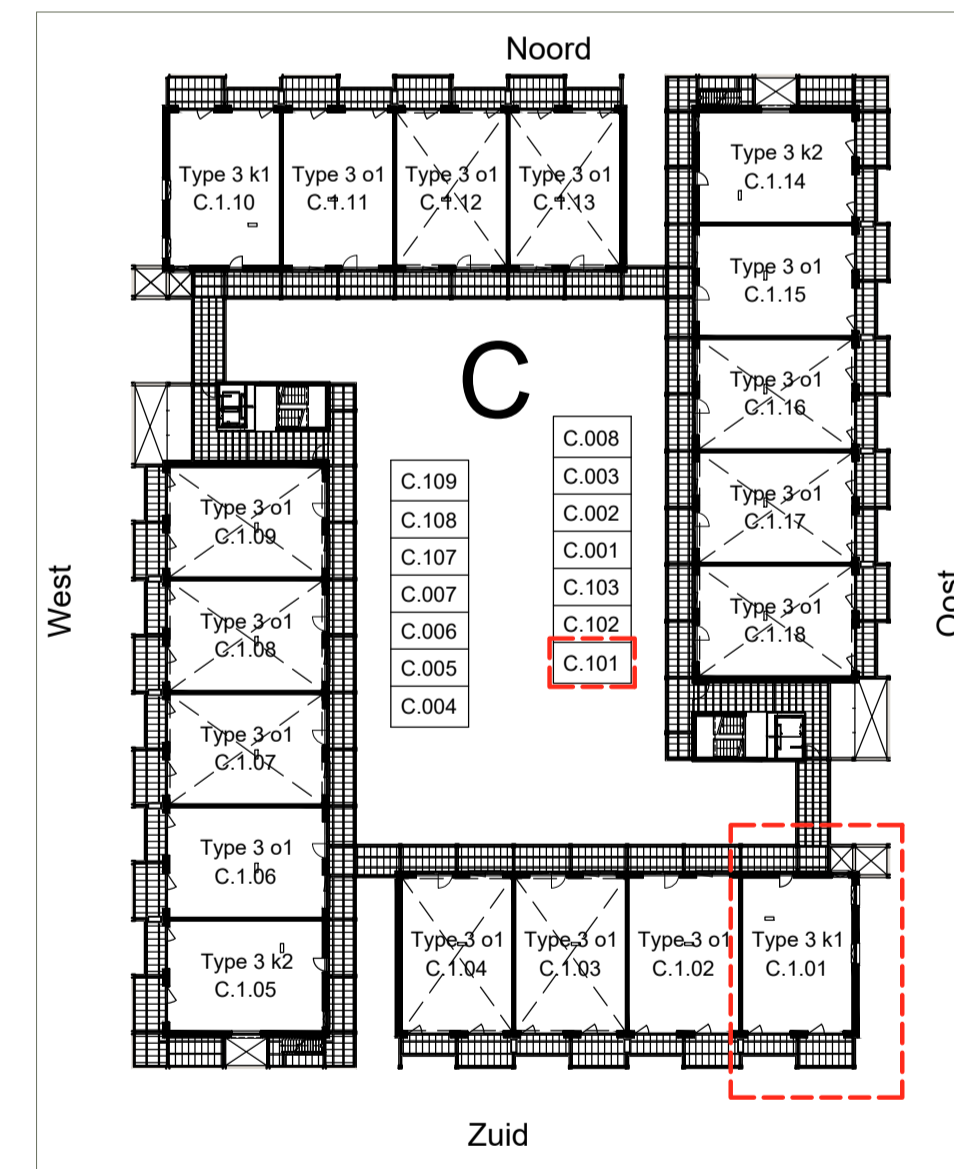 Noord
Type 3 k1
C.1.10
Type 3 o1
C.1.11
Type 3 o1
C.1.12
Type 3 o1
C.1.13
Type 3 k2
C.1.14
Type 3 o1
C.1.15
Type 3 o1
C.1.16
Type 3 o1
C.1.17
Type 3 o1
C.1.18
C
C.008
C.003
C.002
C.001
C.103
C.102
C.101
C.109
C.108
C.107
C.007
C.006
C.005
C.004
West
Oost
Type 3 o1
C.1.09
Type 3 o1
C.1.08
Type 3 o1
C.1.07
Type 3 o1
C.1.06
Type 3 k2
C.1.05
Type 3 o1
C.1.04
Type 3 o1
C.1.03
Type 3 o1
C.1.02
Type 3 k1
C.1.01
Zuid